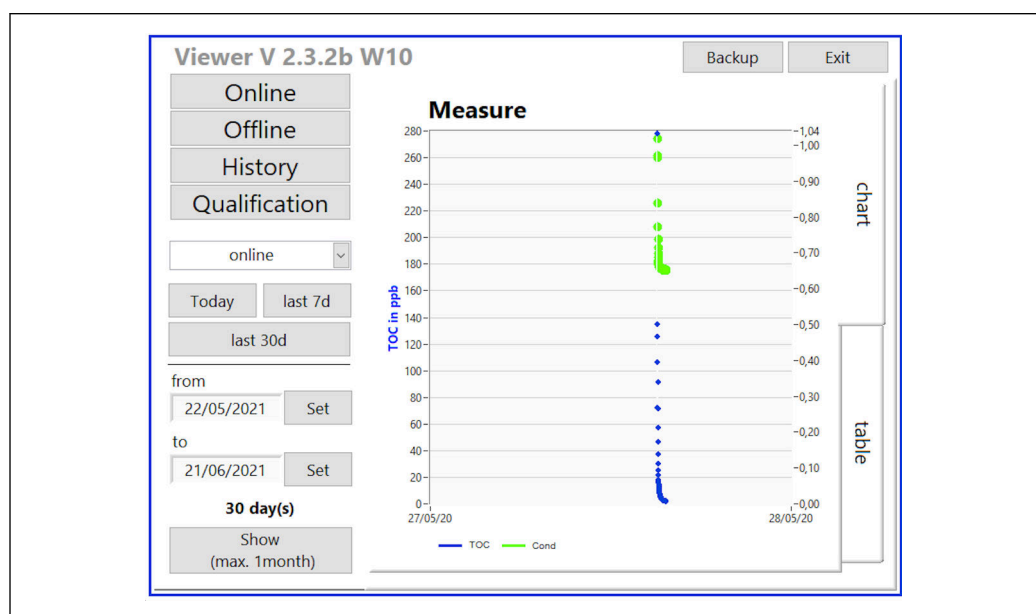 Viewer V 2.3.2b W10
Backup
Exit
Online
Offline
History
Qualification
online
Today
last 7d
last 30d
from
22/05/2021
Set
to
21/06/2021
Set
30 day(s)
Show
(max. 1month)
Measure
TOC in ppb
280
260
240
220
200
180
160
140
120
100
80
60
40
20
0
1,04
1,00
0,90
0,80
0,70
0,60
0,50
0,40
0,30
0,20
0,10
0,00
27/05/20
28/05/20
TOC
Cond
chart
table